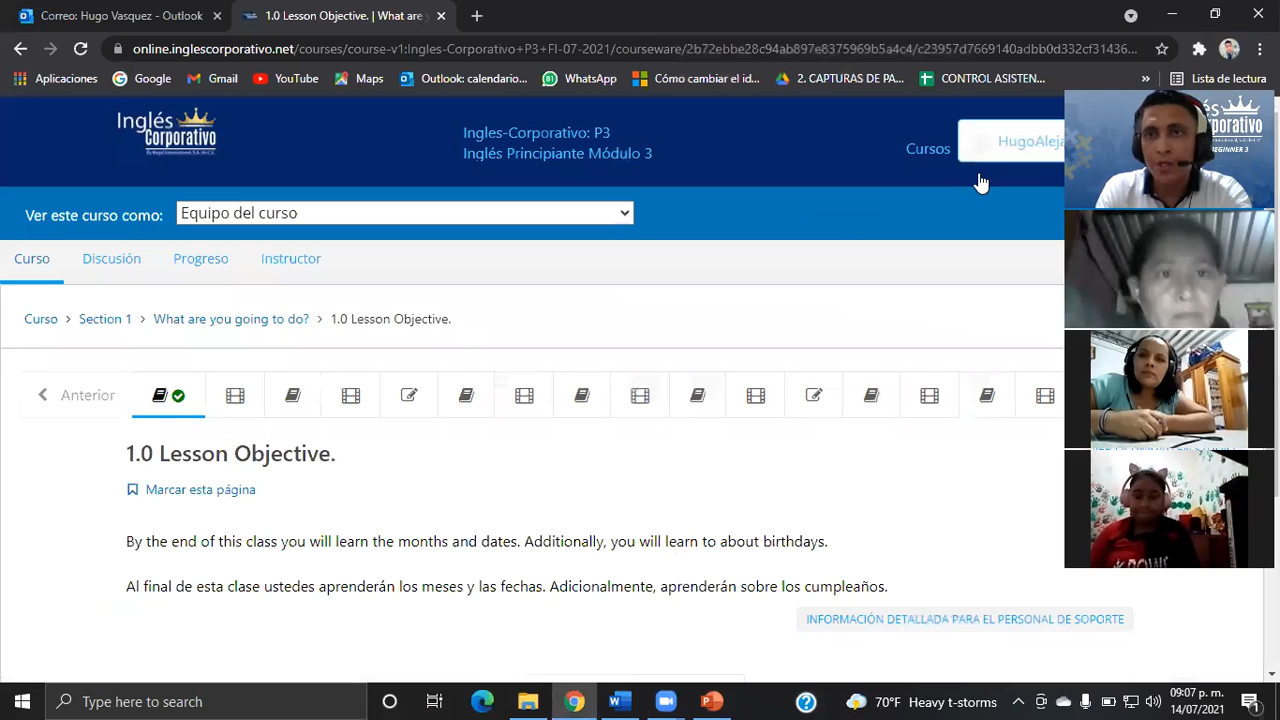 Correo: Hugo Vasquez - Outlook
1.0 Lesson Objective. | What are
online.inglescorporativo.net/courses/course-v1:Ingles-Corporativo+P3+FI-07-2021/courseware/2b72ebbe28c94ab897e8375969b5a4c4/c23957d7669140adbb0d332cf31436...
Aplicaciones
Google
Gmail
YouTube
Maps
Outlook: calendario...
WhatsApp
Cómo cambiar el id...
2. CAPTURAS DE PA...
CONTROL ASISTEN...
»
Lista de lectura
Inglés Corporativo
Ingles-Corporativo: P3
Inglés Principiante Módulo 3
Cursos
HugoAleja
BEGINNER 3
Ver este curso como:
Equipo del curso
Curso
Discusión
Progreso
Instructor
Curso > Section 1 > What are you going to do? > 1.0 Lesson Objective.
Anterior
1.0 Lesson Objective.
Marcar esta página
By the end of this class you will learn the months and dates. Additionally, you will learn to about birthdays.
Al final de esta clase ustedes aprenderán los meses y las fechas. Adicionalmente, aprenderán sobre los cumpleaños.
INFORMACIÓN DETALLADA PARA EL PERSONAL DE SOPORTE
Type here to search
70°F Heavy t-storms
09:07 p. m.
14/07/2021